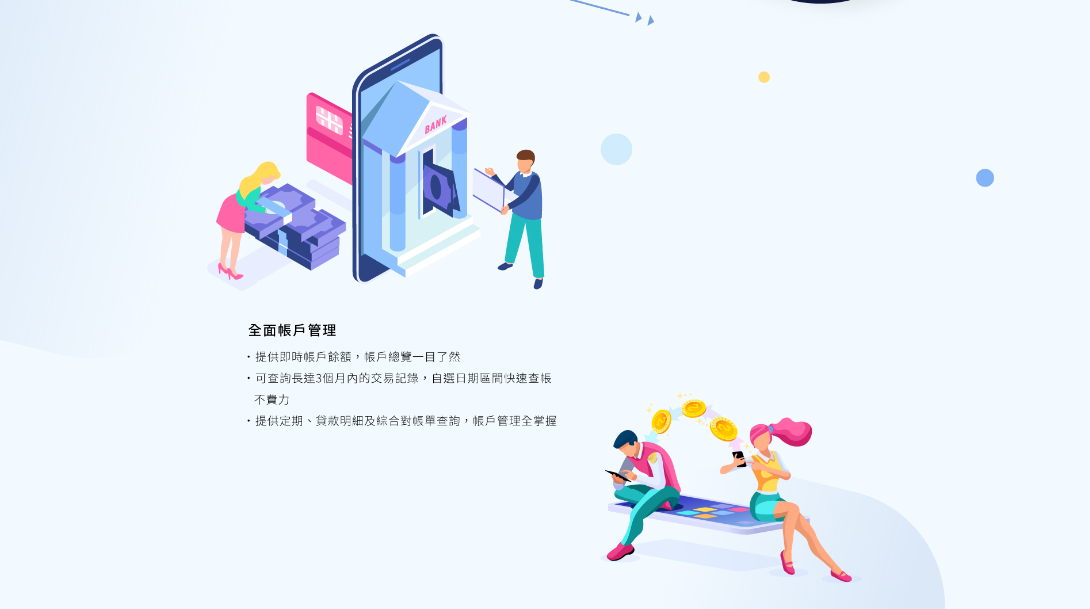 BANK
全面帳戶管理
・提供即時帳戶餘額，帳戶總覽一目了然
・可查詢長達3個月內的交易記錄，自選日期區間快速查帳
不費力
・提供定期、貸款明細及綜合對帳單查詢，帳戶管理全掌握